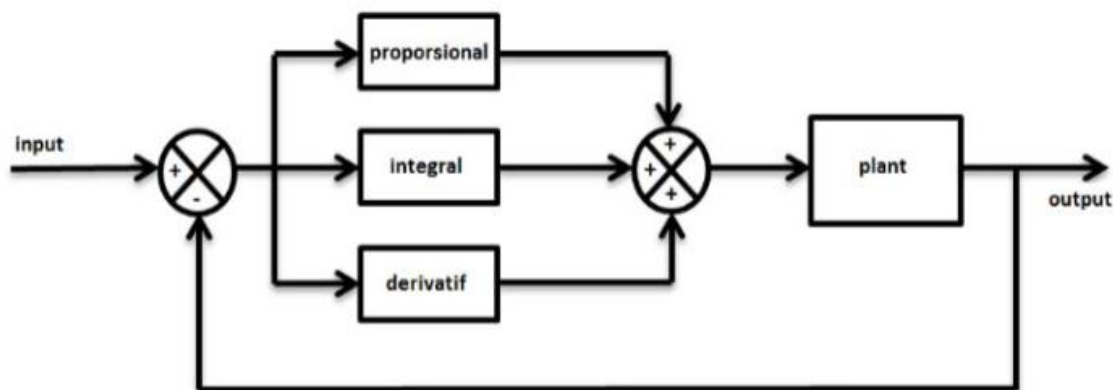 proporsional
input
+
-
integral
+
+
+
plant
output
derivatif